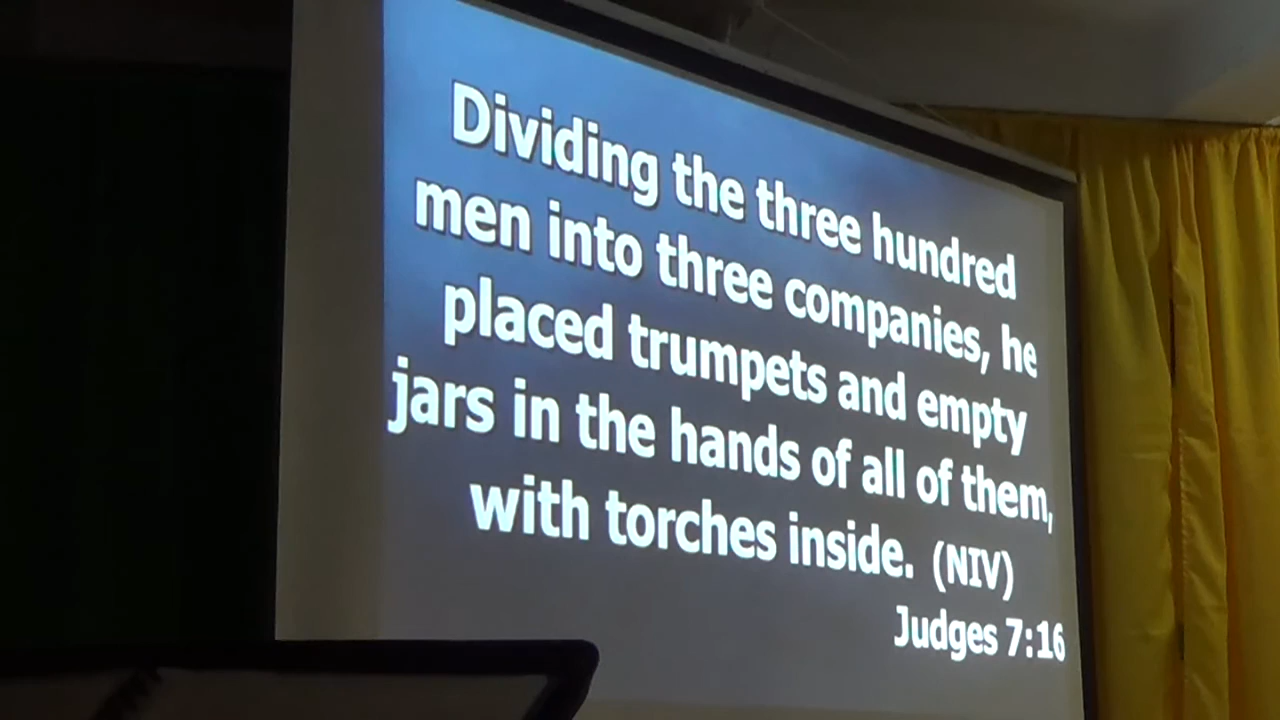 Dividing the three hundred
men into three companies, he
placed trumpets and empty
jars in the hands of all of them,
with torches inside. (NIV)
Judges 7:16